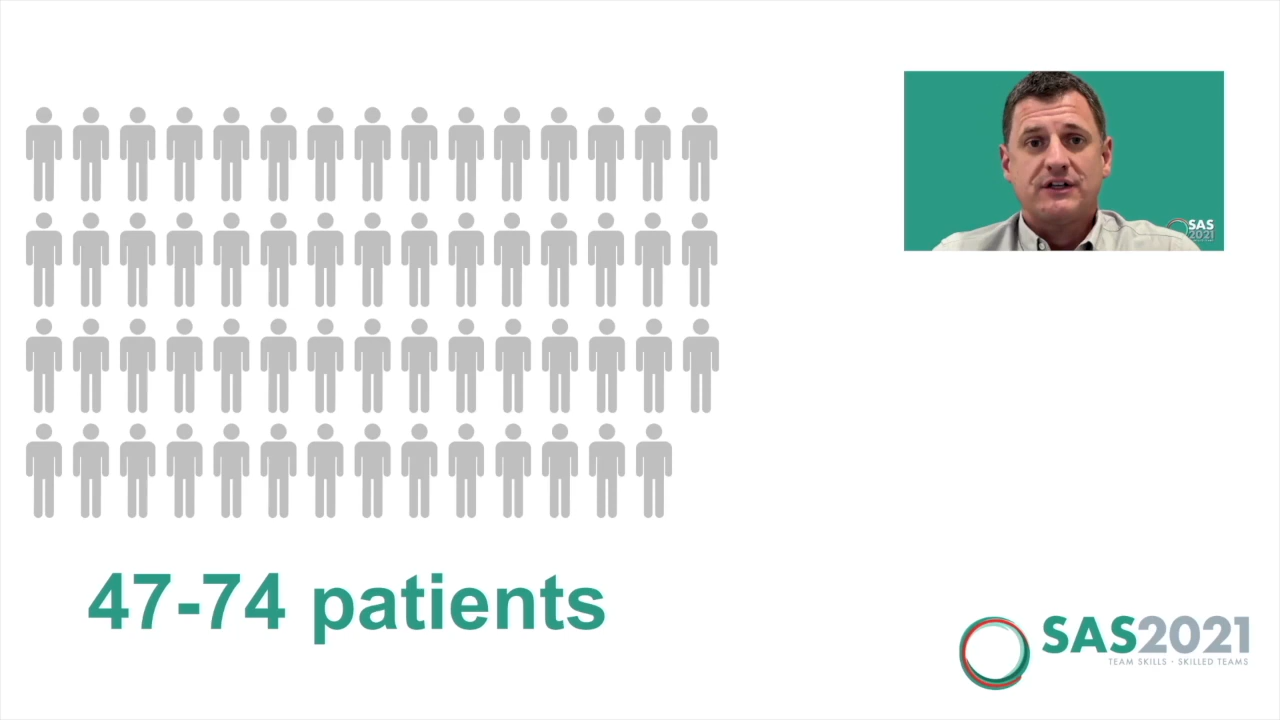 SAS
2021
47-74 patients
SAS2021
TEAM SKILLS - SKILLED TEAMS